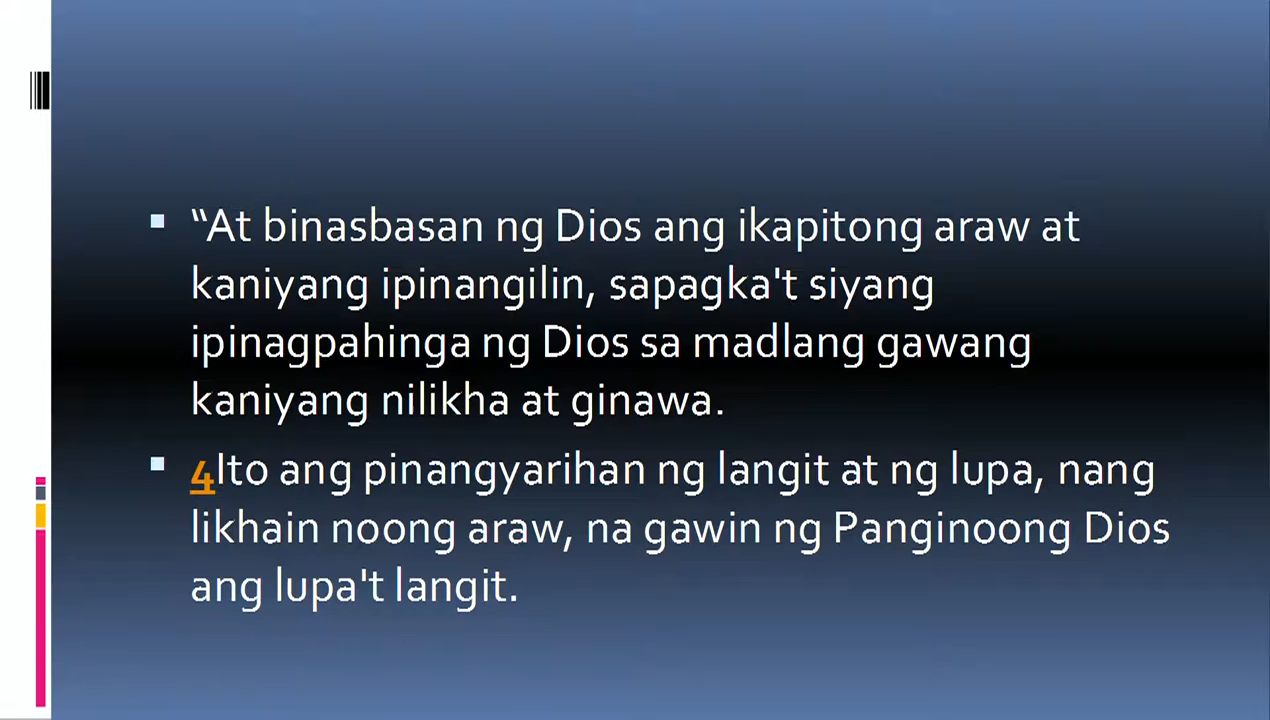 “At binasbasan ng Dios ang ikapitong araw at
kaniyang ipinangilin, sapagka't siyang
ipinagpahinga ng Dios sa madlang gawang
kaniyang nilikha at ginawa.
4Ito ang pinangyarihan ng langit at ng lupa, nang
likhain noong araw, na gawin ng Panginoong Dios
ang lupa't langit.